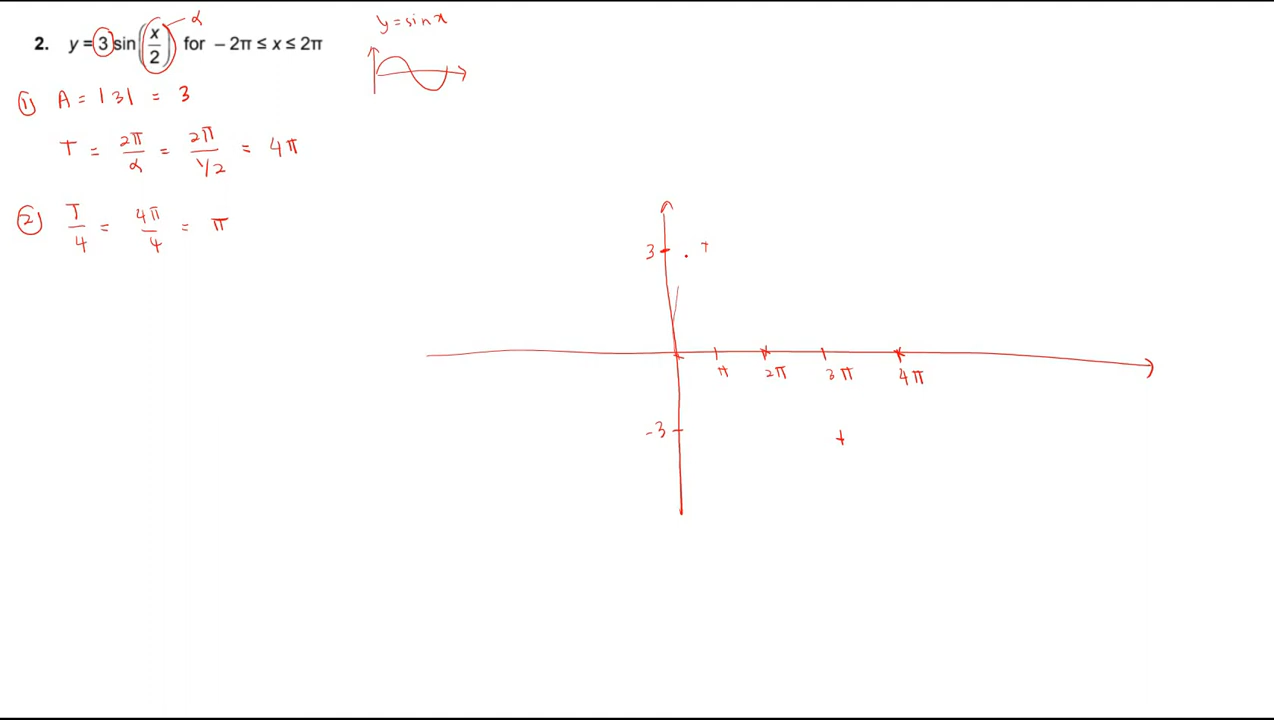 y = sin x
α
2. y = 3 sin(x/2) for – 2π ≤ x ≤ 2π
① A = |3| = 3
T = 2π/α = 2π/1/2 = 4π
② T/4 = 4π/4 = π
3
π 2π 3π 4π
-3